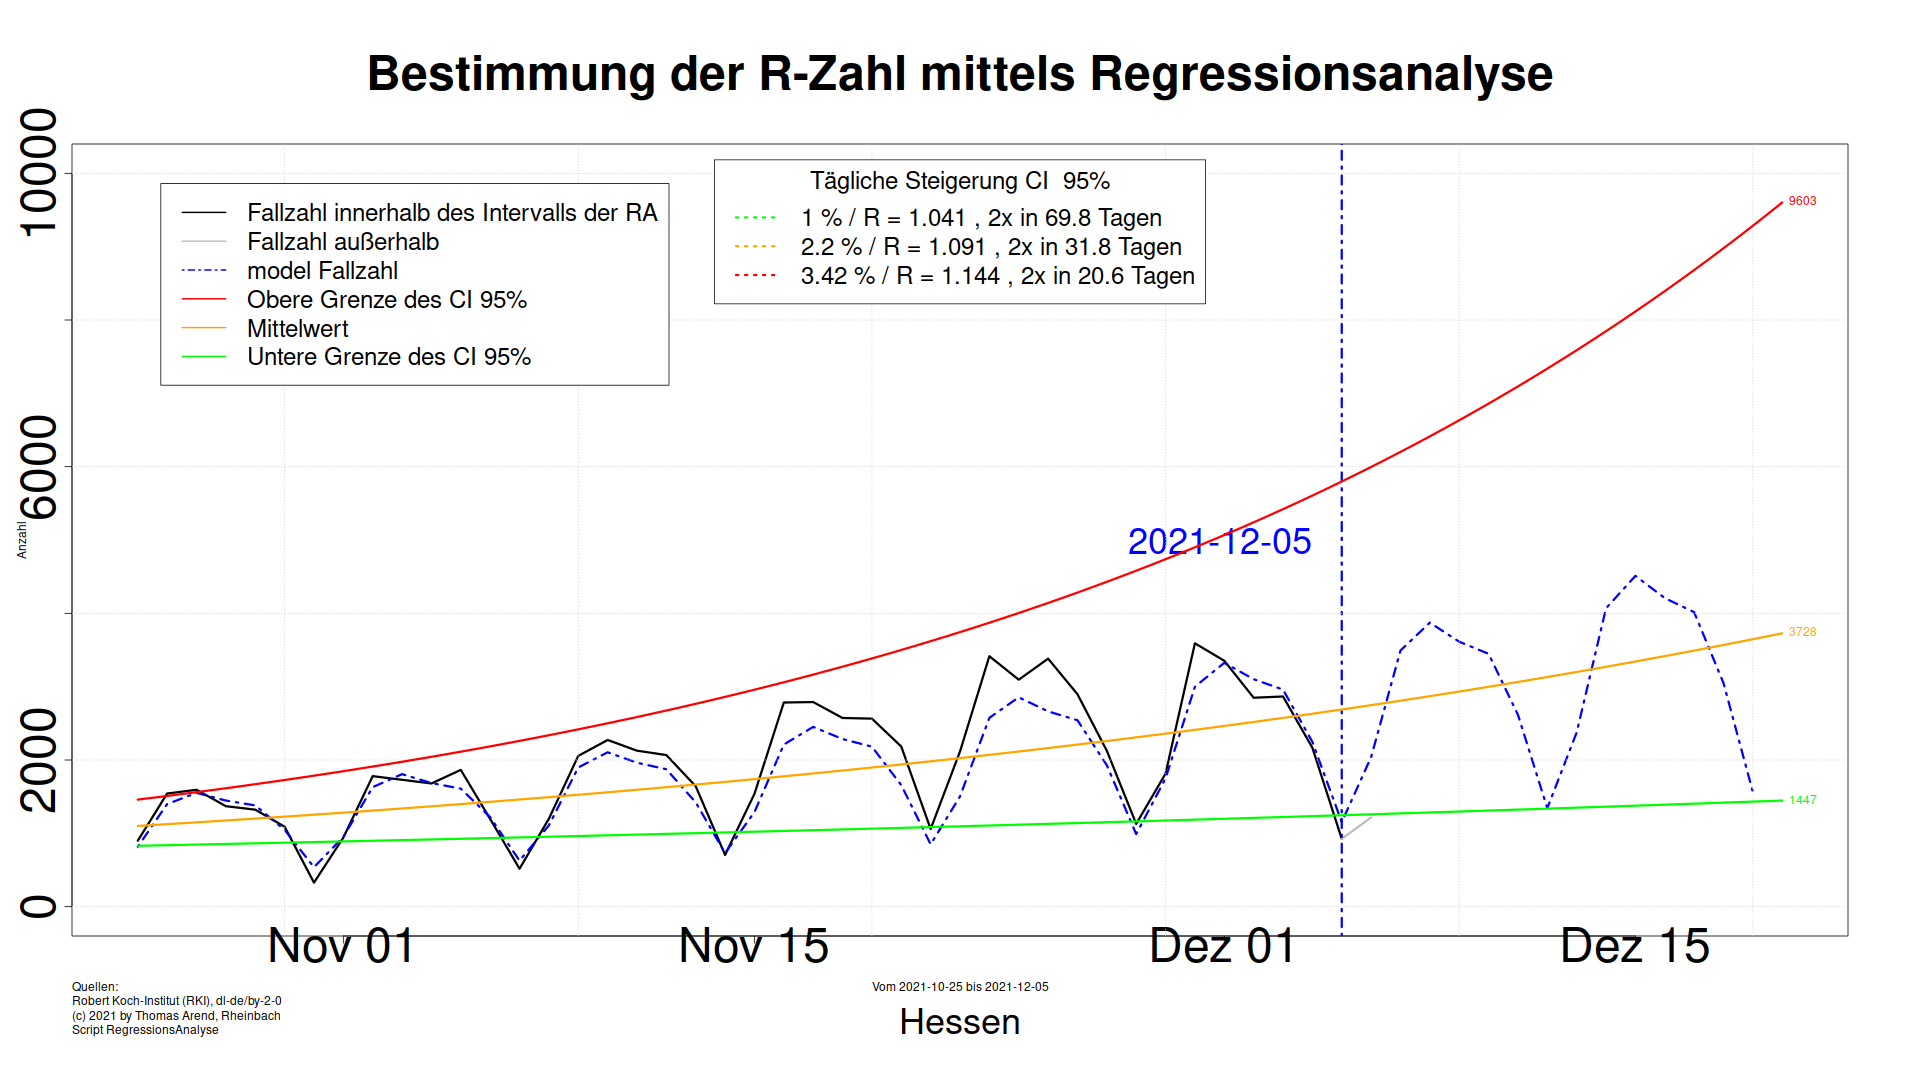 Bestimmung der R-Zahl mittels Regressionsanalyse
10000
6000
2000
0
Anzahl
Fallzahl innerhalb des Intervalls der RA
Fallzahl außerhalb
model Fallzahl
Obere Grenze des CI 95%
Mittelwert
Untere Grenze des CI 95%
Tägliche Steigerung CI  95%
1 % / R = 1.041 , 2x in 69.8 Tagen
2.2 % / R = 1.091 , 2x in 31.8 Tagen
3.42 % / R = 1.144 , 2x in 20.6 Tagen
9603
2021-12-05
3728
1447
Nov 01
Nov 15
Dez 01
Dez 15
Quellen:
Robert Koch-Institut (RKI), dl-de/by-2-0
(c) 2021 by Thomas Arend, Rheinbach
Script RegressionsAnalyse
Vom 2021-10-25 bis 2021-12-05
Hessen